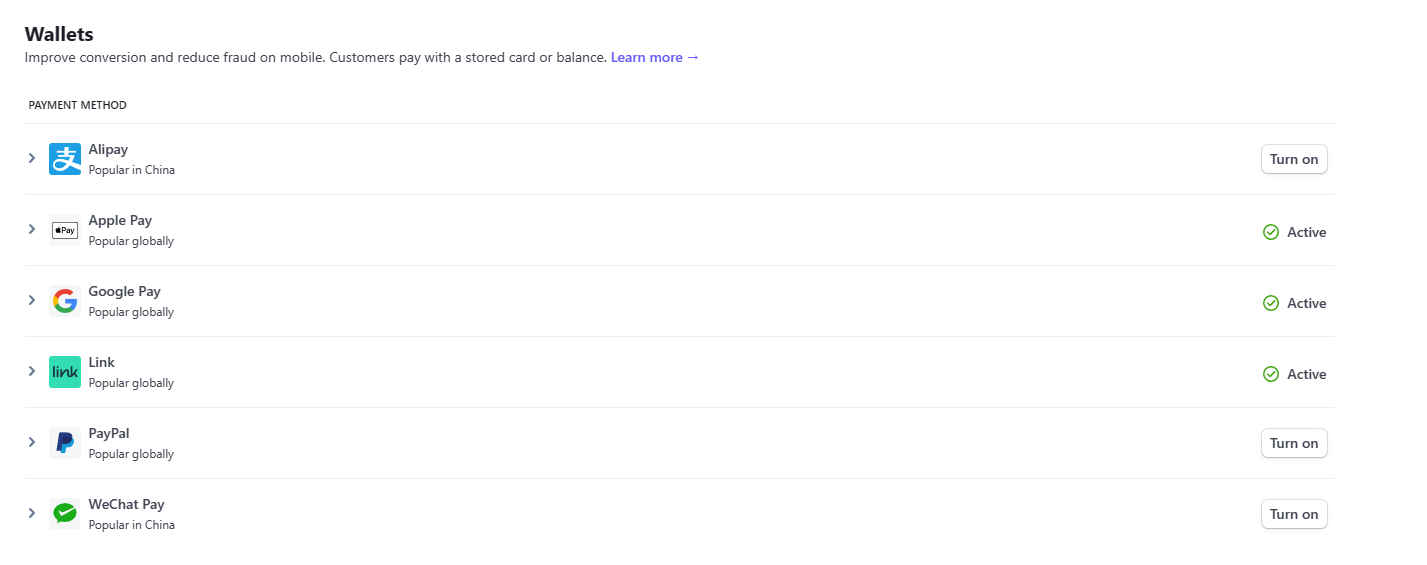 Wallets
Improve conversion and reduce fraud on mobile. Customers pay with a stored card or balance. Learn more →
PAYMENT METHOD
支
Alipay
Popular in China
Turn on
Pay
Apple Pay
Popular globally
Active
G
Google Pay
Popular globally
Active
link
Link
Popular globally
Active
PayPal
Popular globally
Turn on
WeChat Pay
Popular in China
Turn on